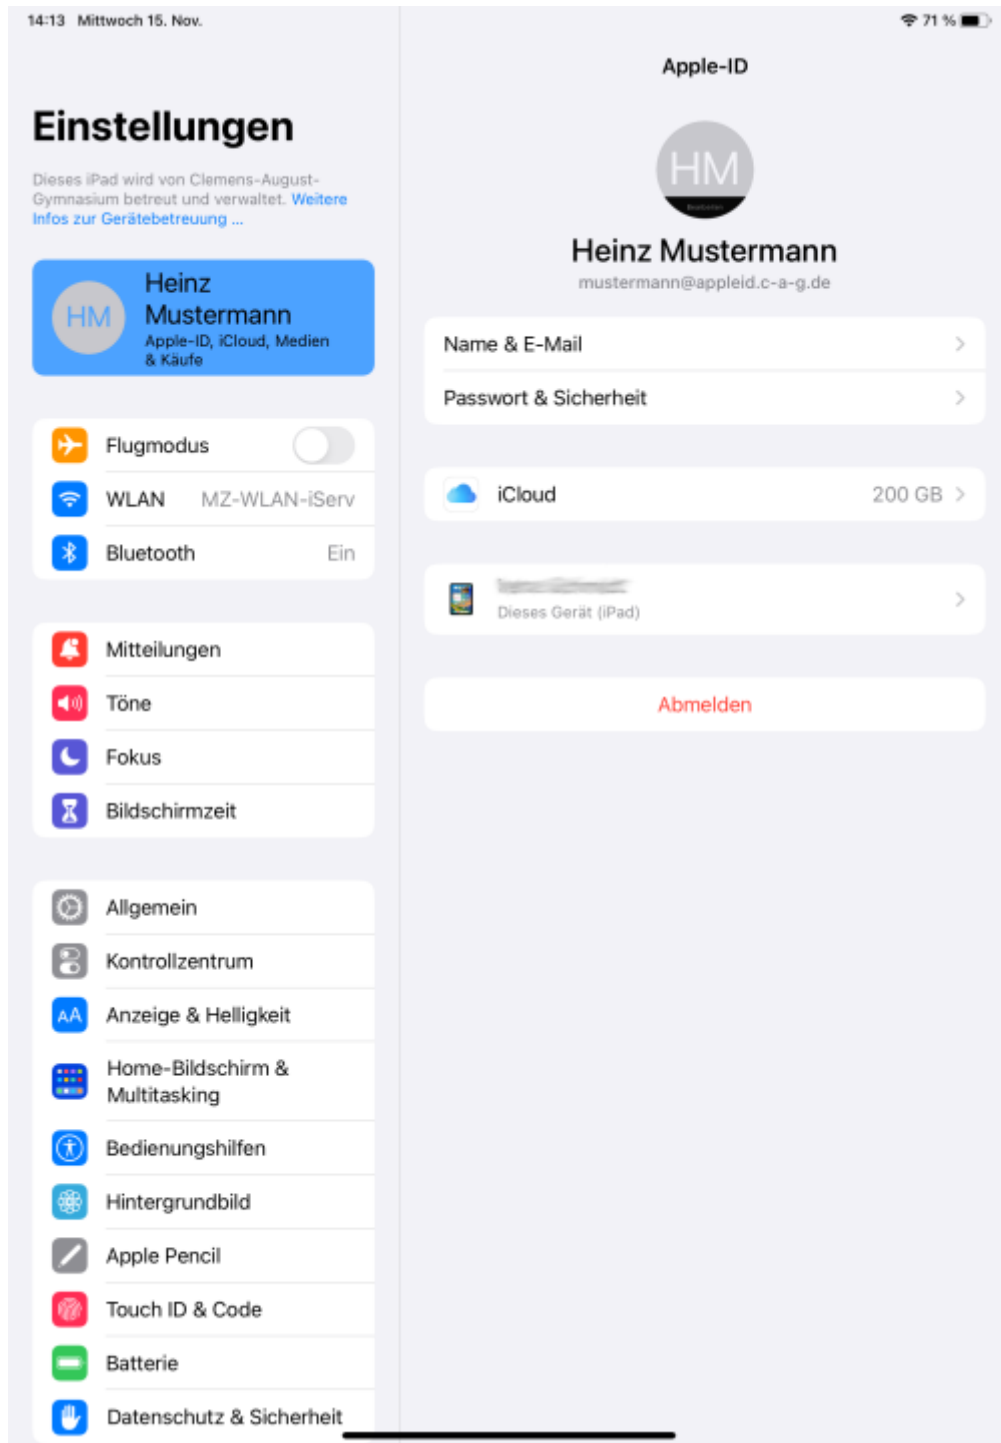 14:13 Mittwoch 15. Nov.
71 %
Einstellungen
Dieses iPad wird von Clemens-August-
Gymnasium betreut und verwaltet. Weitere
Infos zur Gerätebetreuung ...
HM
Heinz
Mustermann
Apple-ID, iCloud, Medien
& Käufe
Flugmodus
WLAN MZ-WLAN-iServ
Bluetooth Ein
Mitteilungen
Töne
Fokus
Bildschirmzeit
Allgemein
Kontrollzentrum
AA Anzeige & Helligkeit
Home-Bildschirm &
Multitasking
Bedienungshilfen
Hintergrundbild
Apple Pencil
Touch ID & Code
Batterie
Datenschutz & Sicherheit
Apple-ID
HM
Bearbeiten
Heinz Mustermann
mustermann@appleid.c-a-g.de
Name & E-Mail
Passwort & Sicherheit
iCloud 200 GB
Dieses Gerät (iPad)
Abmelden